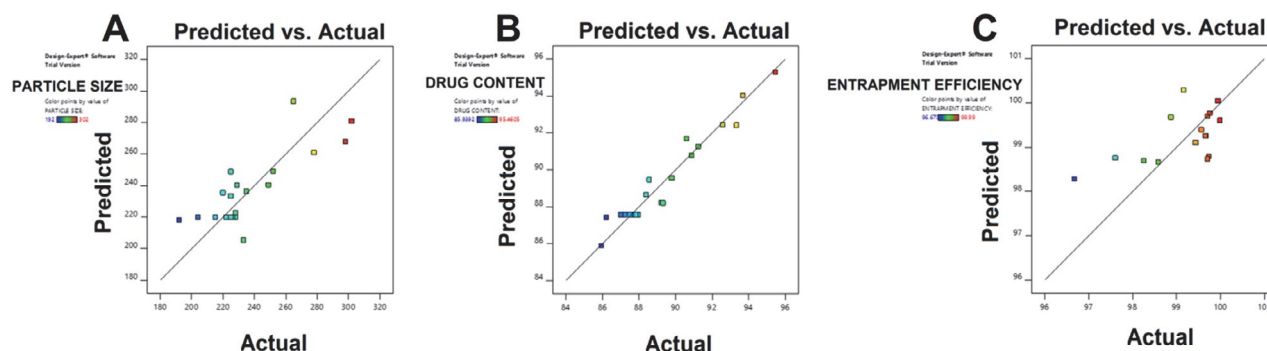 A
Predicted vs. Actual
Design-Expert® Software
Trial Version
PARTICLE SIZE
Color points by value of
PARTICLE SIZE:
192 302
Predicted
320
300
280
260
240
220
200
180
180 200 220 240 260 280 300 320
Actual
B
Predicted vs. Actual
Design-Expert® Software
Trial Version
DRUG CONTENT
Color points by value of
DRUG CONTENT:
Predicted
96
94
92
90
88
86
84
84 86 88 90 92 94 96
Actual
C
Predicted vs. Actual
Design-Expert® Software
Trial Version
ENTRAPMENT EFFICIENCY
Color points by value of
ENTRAPMENT EFFICIENCY:
Predicted
101
100
99
98
97
96
96 97 98 99 100 101
Actual